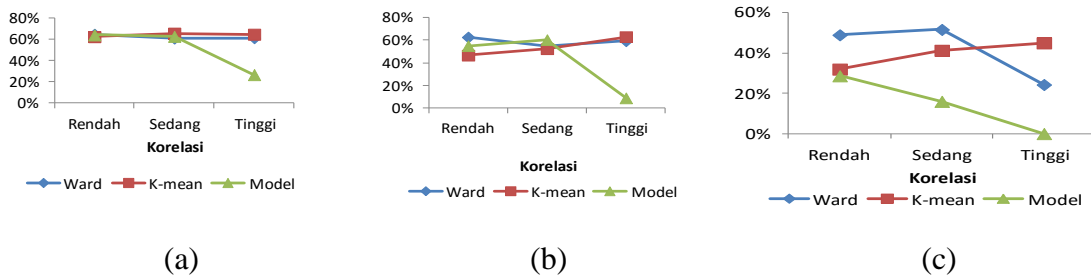 80%
60%
40%
20%
0%
Rendah Sedang Tinggi
Korelasi
Ward K-mean Model
(a)
80%
60%
40%
20%
0%
Rendah Sedang Tinggi
Korelasi
Ward K-mean Model
(b)
60%
40%
20%
0%
Rendah Sedang Tinggi
Korelasi
Ward K-mean Model
(c)